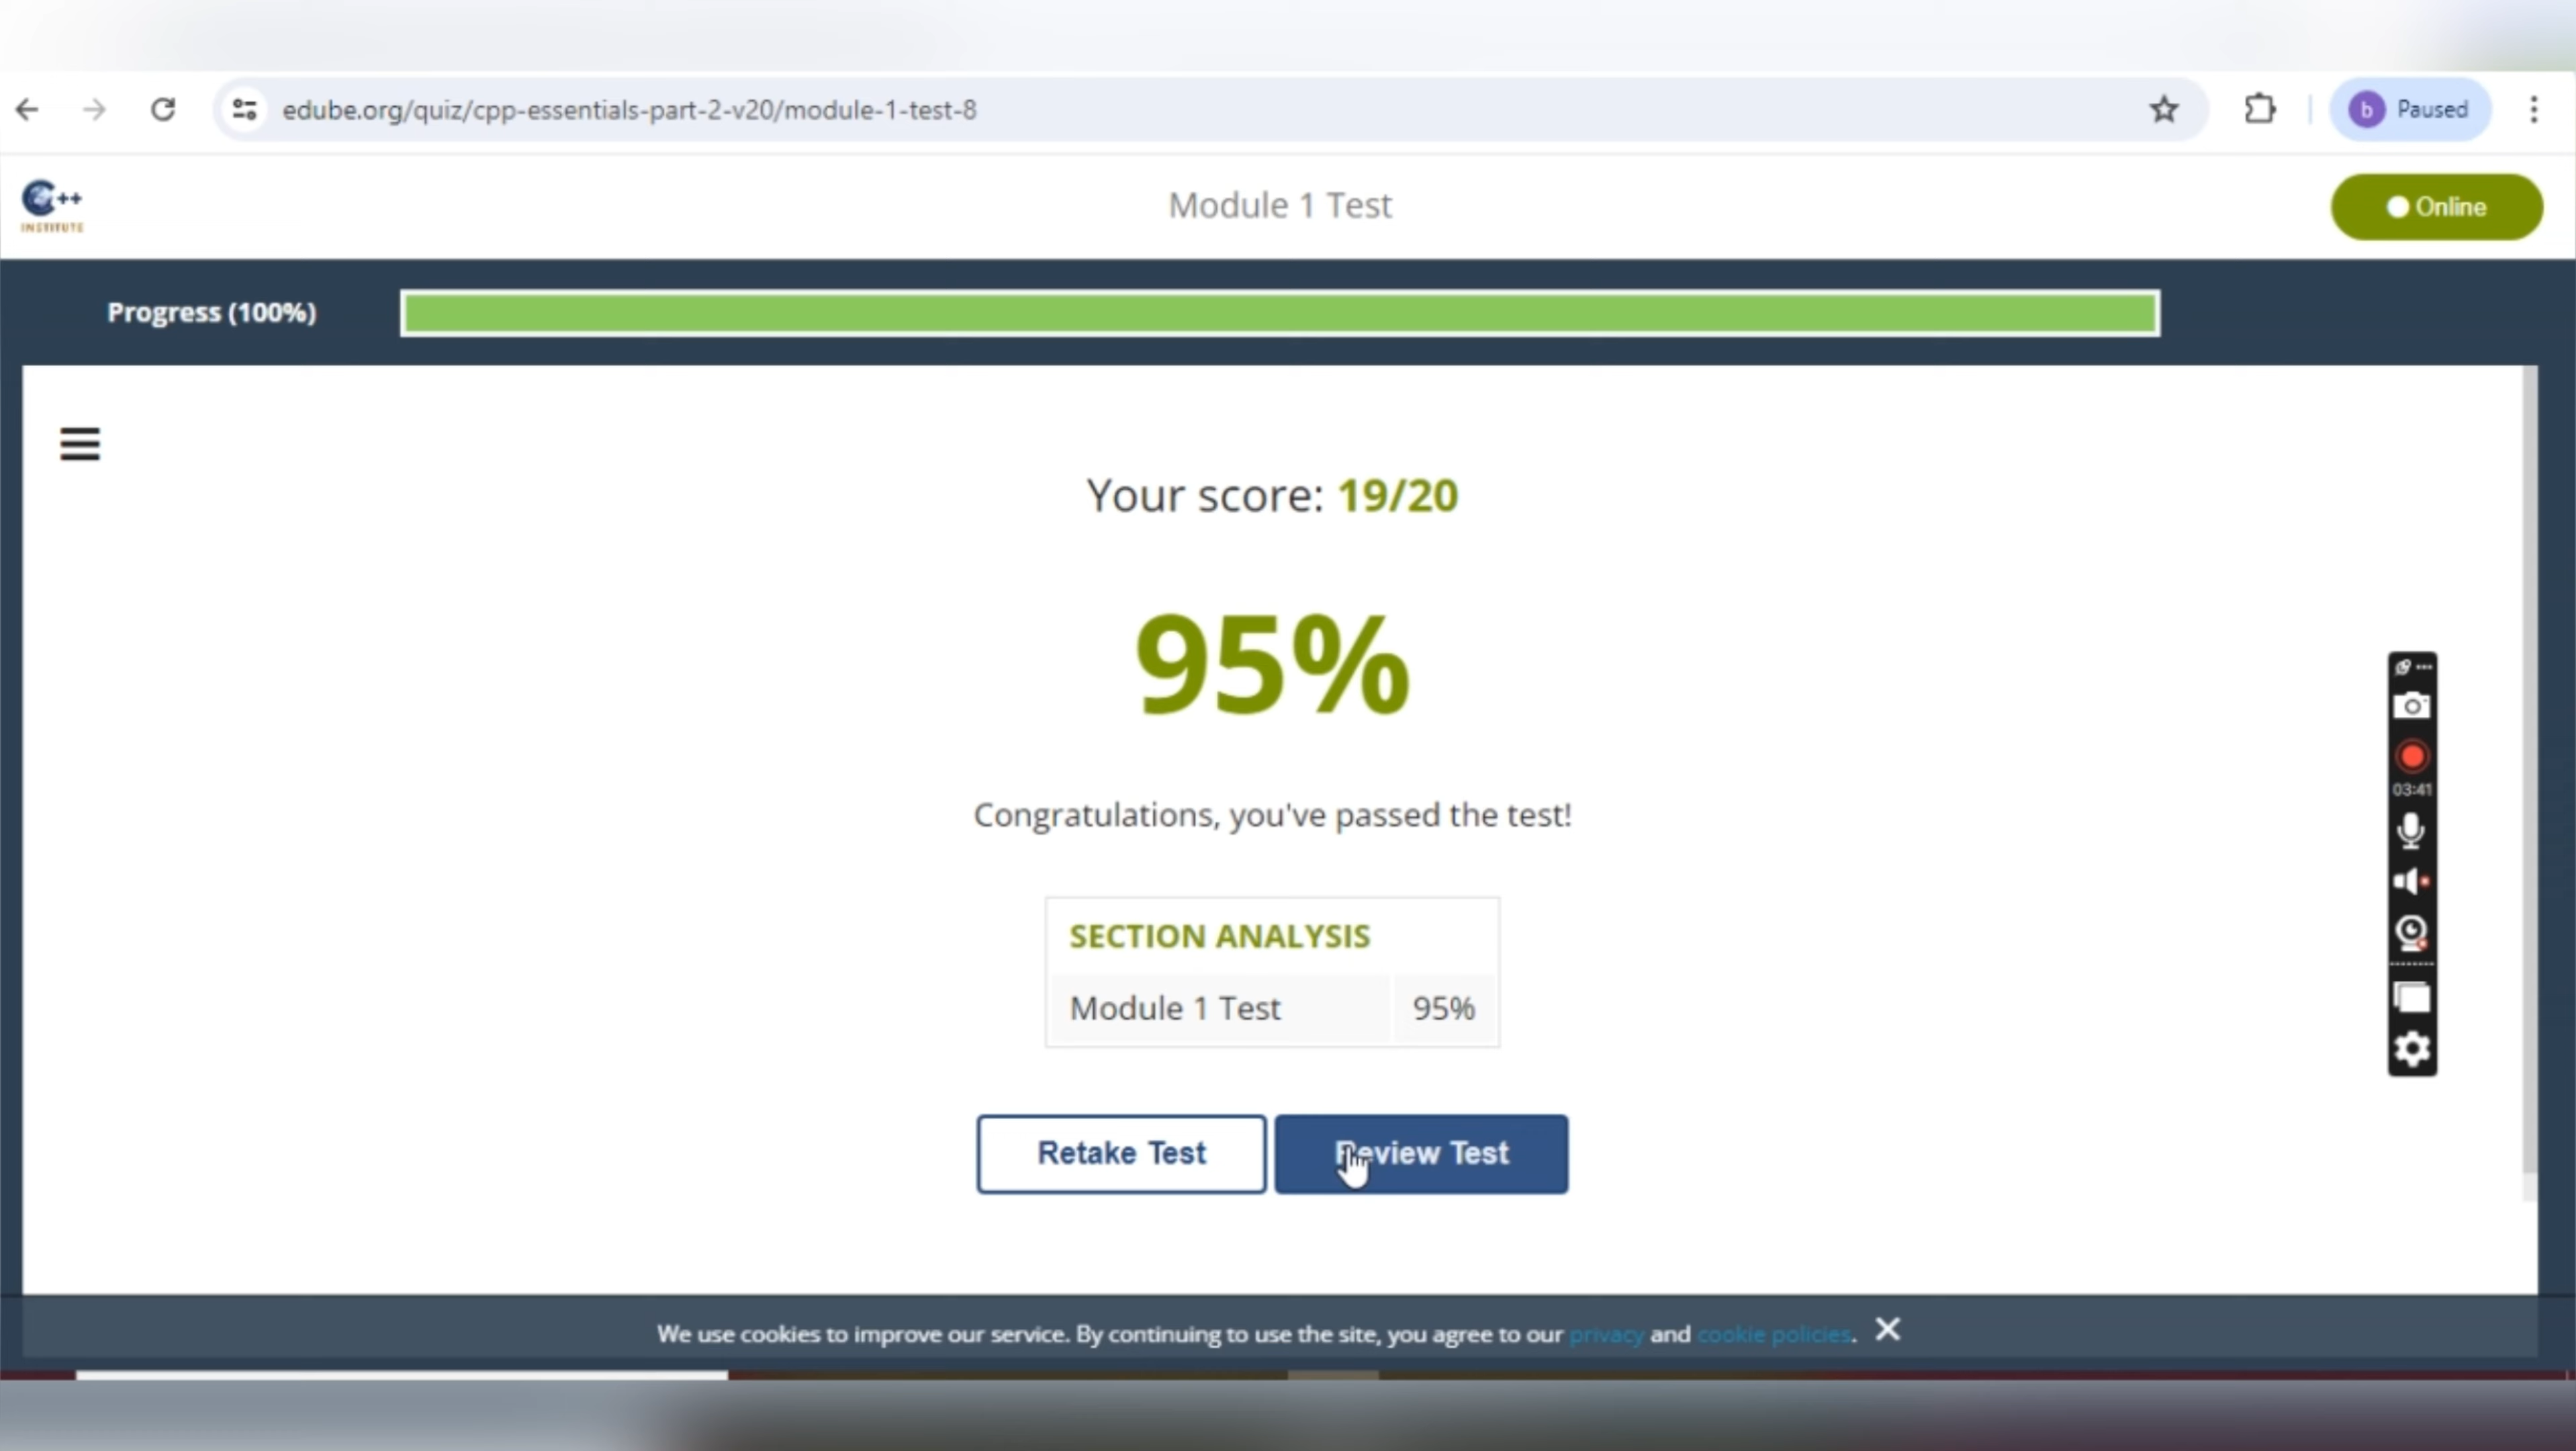 edube.org/quiz/cpp-essentials-part-2-v20/module-1-test-8
b Paused
C++
INSTITUTE
Module 1 Test
Online
Progress (100%)
Your score: 19/20
95%
Congratulations, you've passed the test!
SECTION ANALYSIS
Module 1 Test 95%
03:41
Retake Test
Review Test
We use cookies to improve our service. By continuing to use the site, you agree to our privacy and cookie policies.